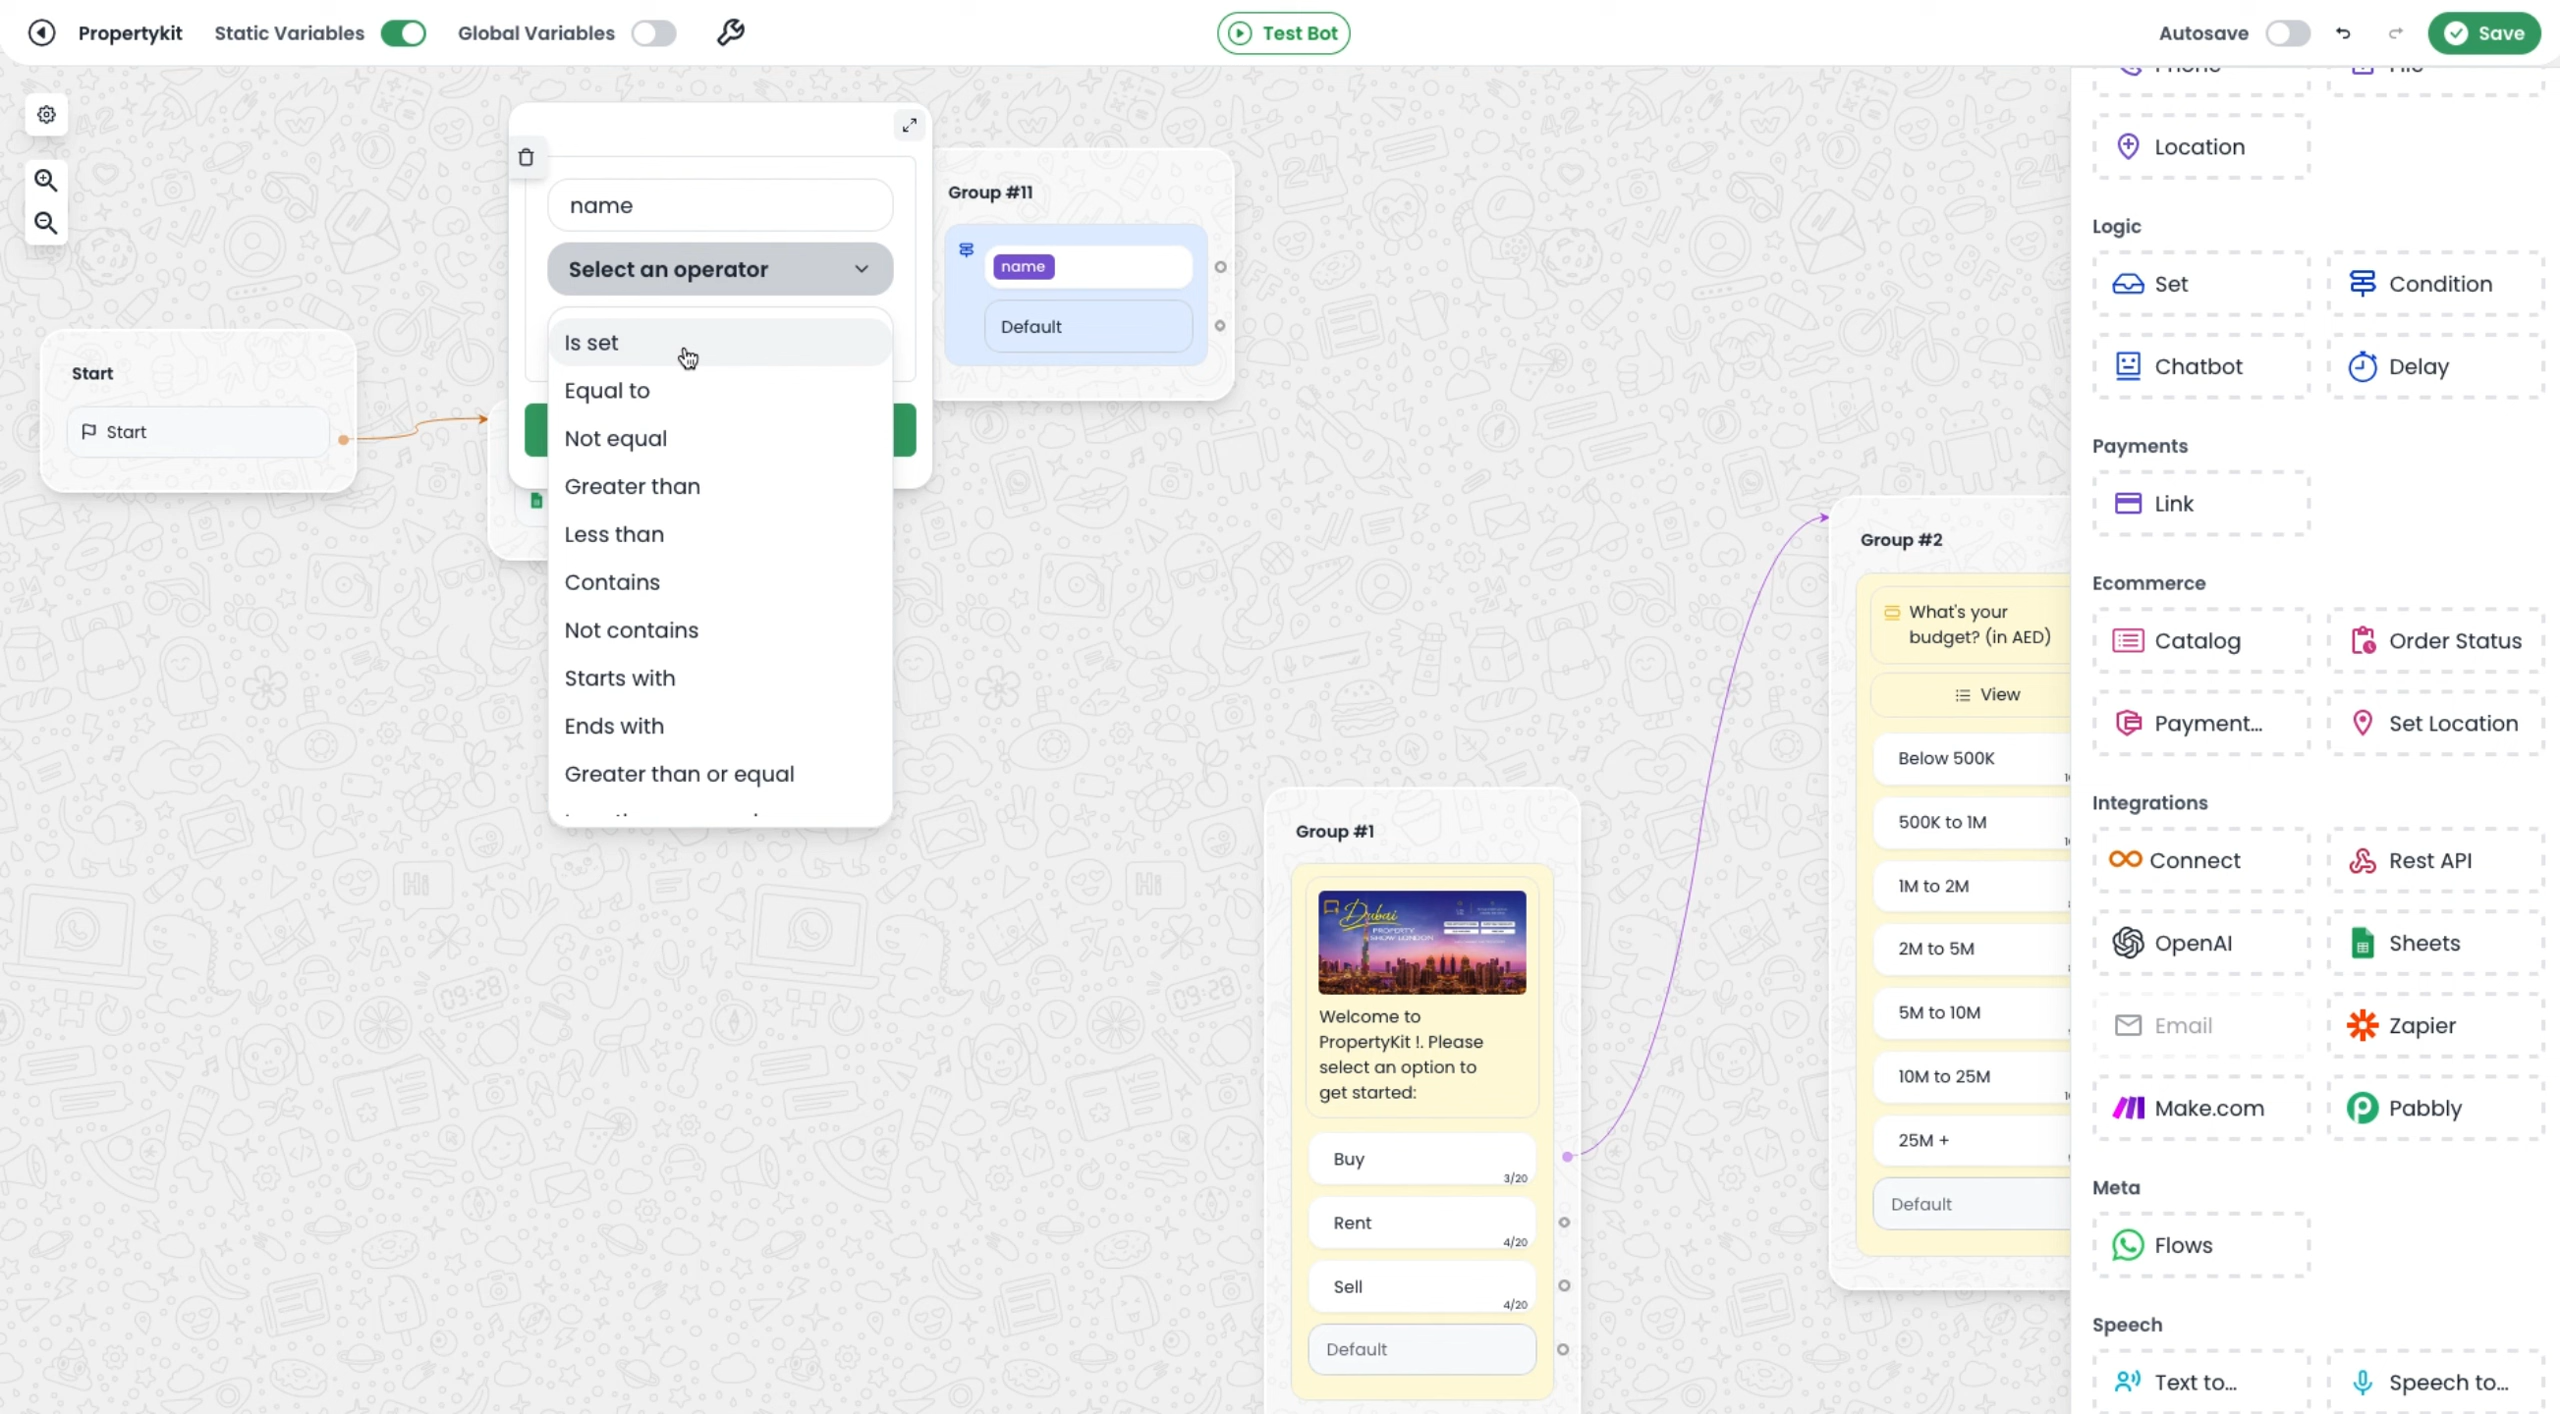 Propertykit
Static Variables
Global Variables
Test Bot
Autosave
Save
Phone
File
Location
Logic
Set
Condition
Chatbot
Delay
Payments
Link
Ecommerce
Catalog
Order Status
Payment...
Set Location
Integrations
Connect
Rest API
OpenAI
Sheets
Email
Zapier
Make.com
Pabbly
Meta
Flows
Speech
Text to...
Speech to...
Start
Start
name
Select an operator
Is set
Equal to
Not equal
Greater than
Less than
Contains
Not contains
Starts with
Ends with
Greater than or equal
Group #11
name
Default
Group #1
Dubai
PROPERTY
SHOW LONDON
Welcome to
PropertyKit !. Please
select an option to
get started:
Buy
3/20
Rent
4/20
Sell
4/20
Default
Group #2
What's your
budget? (in AED)
View
Below 500K
500K to 1M
1M to 2M
2M to 5M
5M to 10M
10M to 25M
25M +
Default